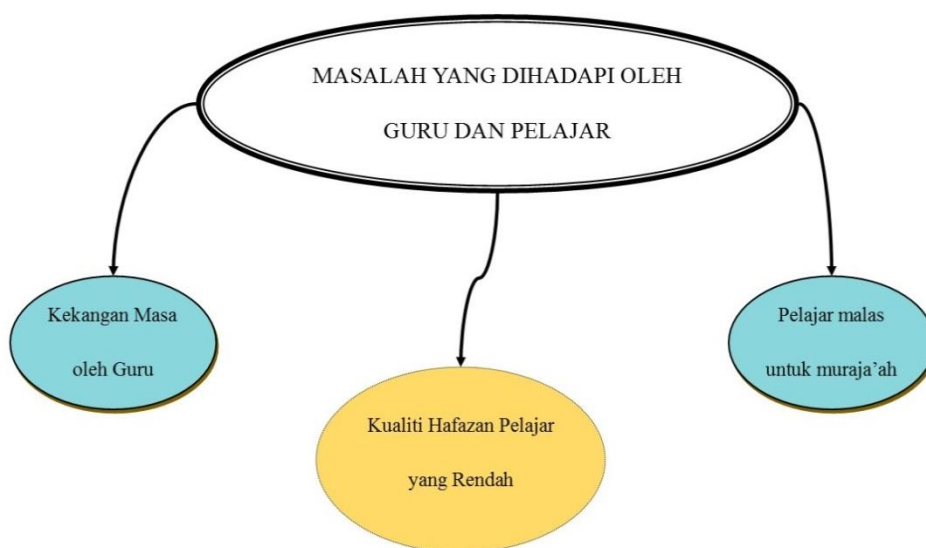 MASALAH YANG DIHADAPI OLEH
GURU DAN PELAJAR
Kekangan Masa
oleh Guru
Kualiti Hafazan Pelajar
yang Rendah
Pelajar malas
untuk muraja’ah